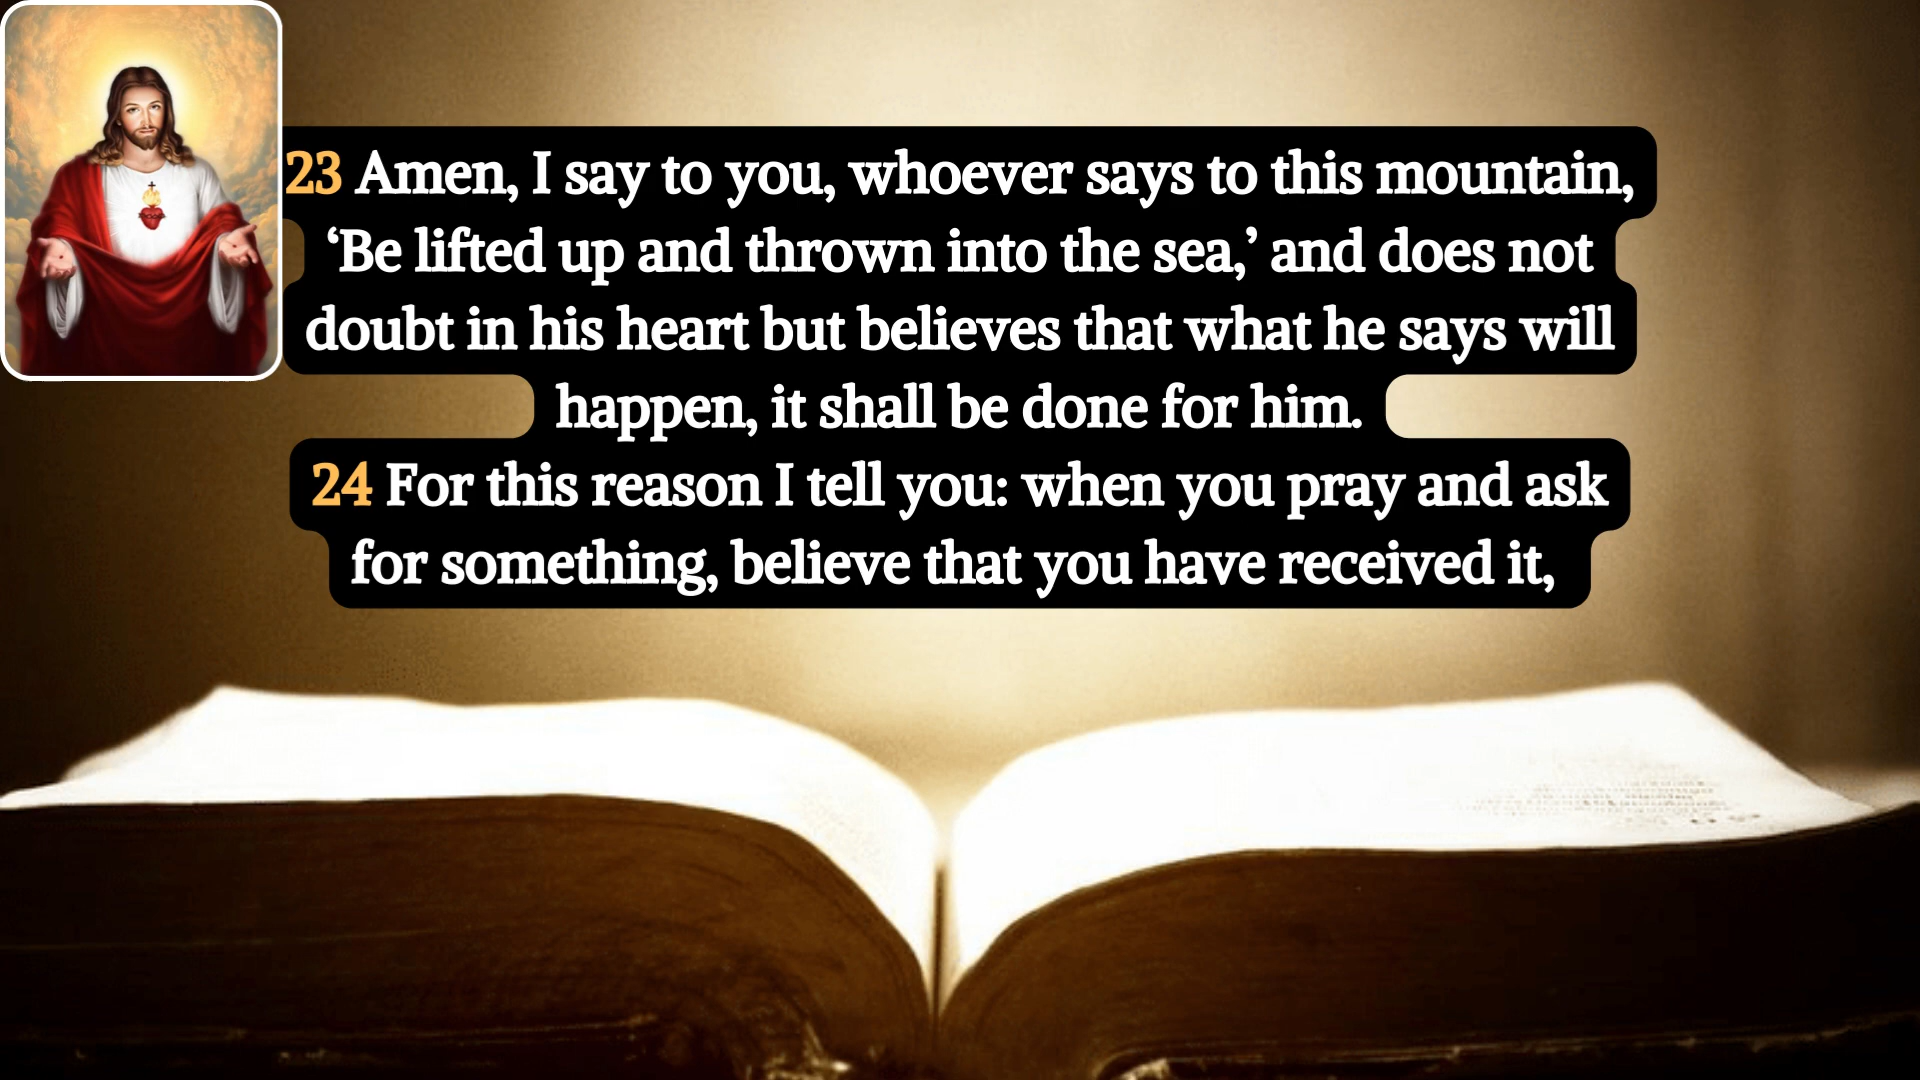 23 Amen, I say to you, whoever says to this mountain,
‘Be lifted up and thrown into the sea,’ and does not
doubt in his heart but believes that what he says will
happen, it shall be done for him.
24 For this reason I tell you: when you pray and ask
for something, believe that you have received it,